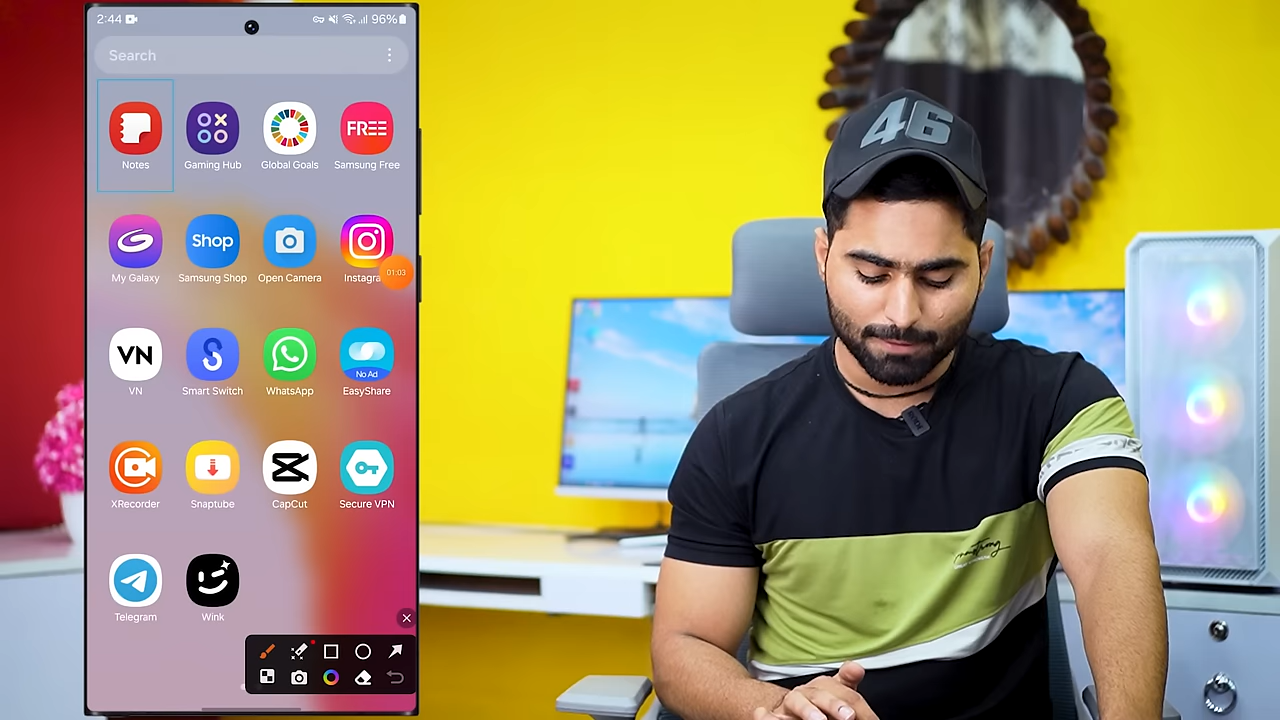 2:44
96%
Search
FREE
Notes
Gaming Hub
Global Goals
Samsung Free
Shop
My Galaxy
Samsung Shop
Open Camera
Instagra
01:03
VN
No Ad
VN
Smart Switch
WhatsApp
EasyShare
XRecorder
Snaptube
CapCut
Secure VPN
Telegram
Wink
46